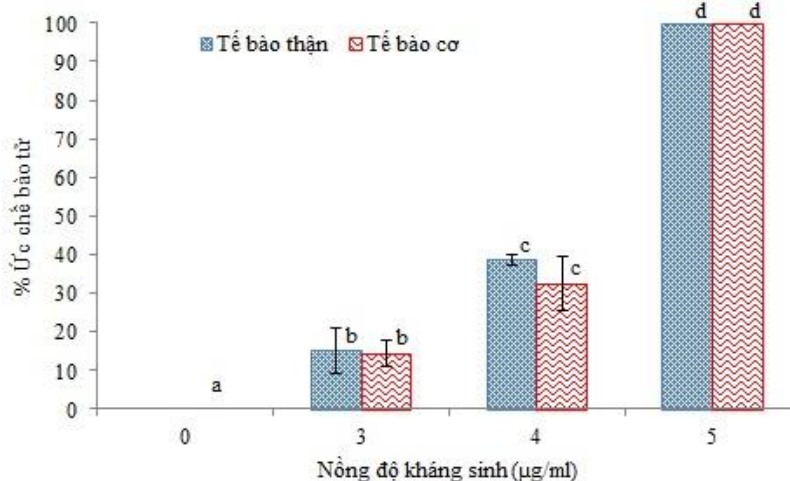 d d
100
Tế bào thận Tế bào cơ
90
80
70
60
50
40
30
20
10
0
% Ức chế bào tử
c
c
b b
a
0 3 4 5
Nồng độ kháng sinh (µg/ml)